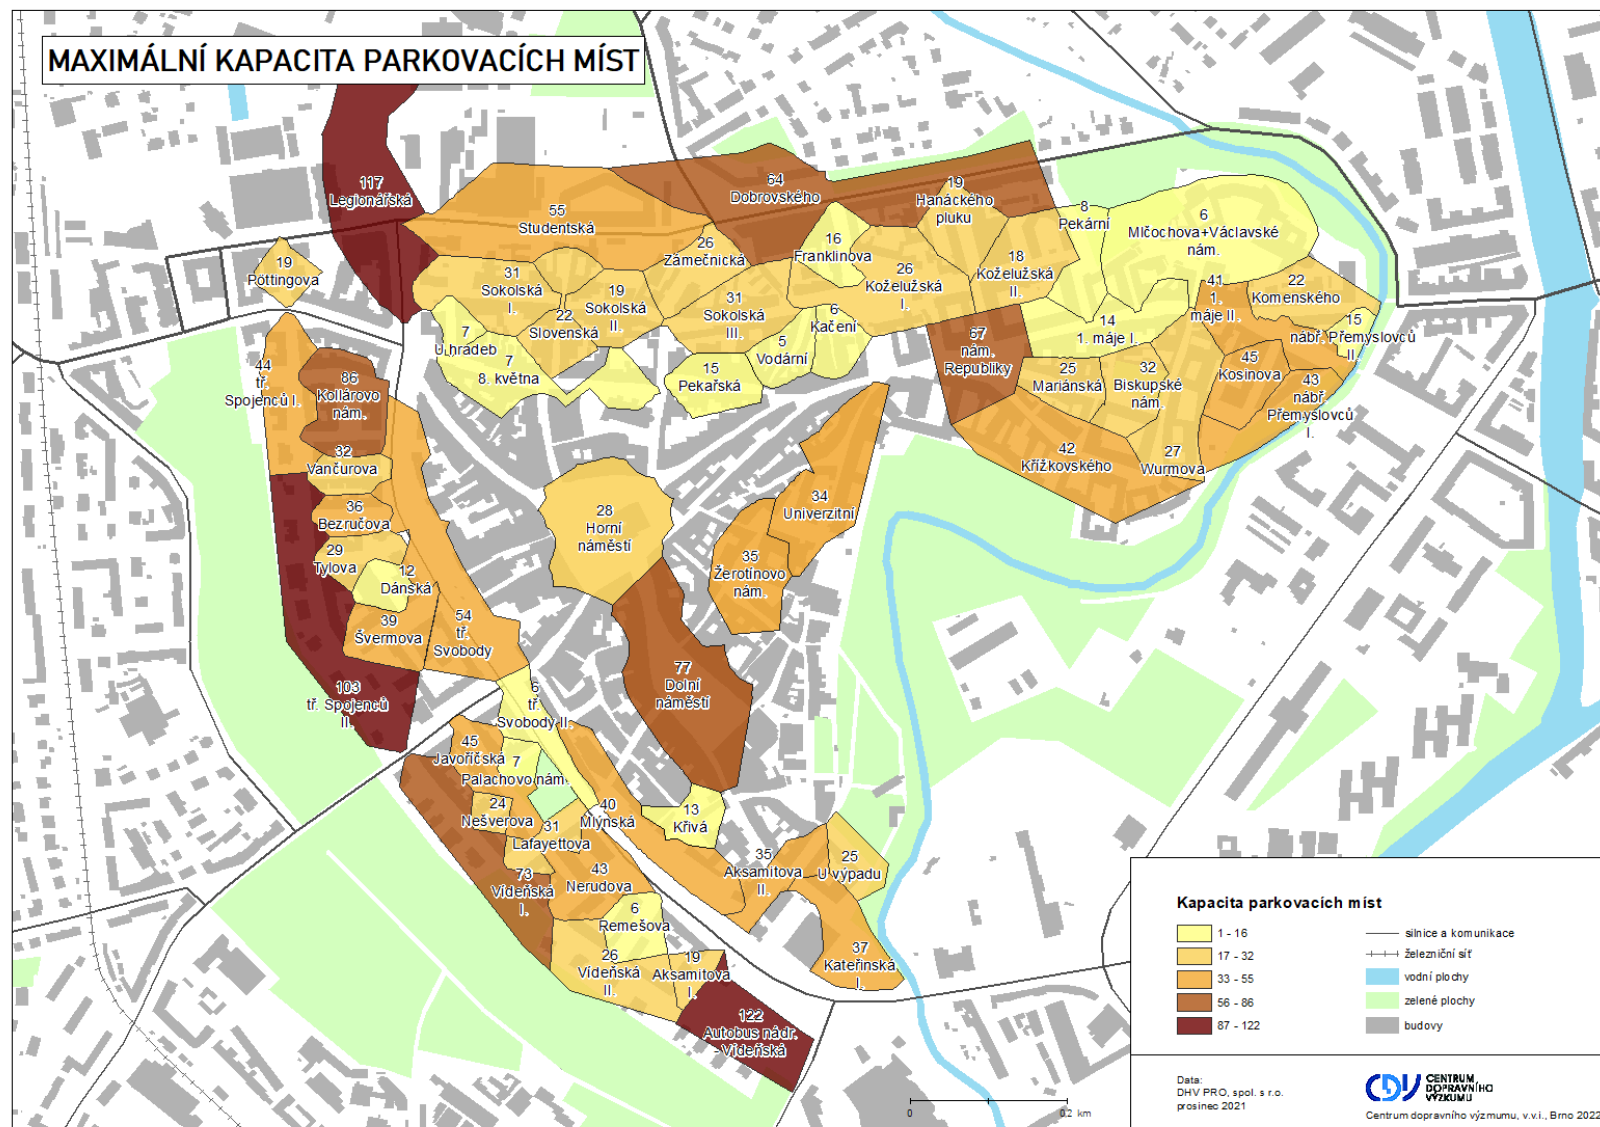 MAXIMÁLNÍ KAPACITA PARKOVACÍCH MÍST
117
Legionářská
64
Dobrovského
19
Hanáckého
pluku
55
Studentská
8
Pekární
6
Mlčochova+Václavské
nám.
26
Zámečnická
16
Franklinova
19
Pöttingova
31
Sokolská
I.
22
Slovenská
19
Sokolská
II.
31
Sokolská
III.
26
Koželužská
I.
18
Koželužská
II.
41
1.
máje II.
22
Komenského
7
U hradeb
7
8. května
15
Pekařská
5
Vodární
6
Kačení
67
nám.
Republiky
14
1. máje I.
15
nábř. Přemyslovců
II.
44
tř.
Spojenců I.
86
Kollárovo
nám.
25
Mariánská
32
Biskupské
nám.
45
Kosinova
43
nábř.
Přemyslovců
I.
32
Vančurova
42
Křížkovského
27
Wurmova
36
Bezručova
28
Horní
náměstí
34
Univerzitní
29
Tylova
12
Dánská
35
Žerotínovo
nám.
39
Švermova
54
tř.
Svobody
103
tř. Spojenců
II.
77
Dolní
náměstí
6
tř.
Svobody II.
45
Javoříčská
7
Palachovo nám.
24
Nešverova
31
Lafayettova
40
Mlýnská
13
Křivá
73
Vídeňská
I.
43
Nerudova
35
Aksamitova
II.
25
U výpadu
6
Remešova
26
Vídeňská
II.
19
Aksamitova
I.
37
Kateřinská
I.
122
Autobus nádr.
- Vídeňská
Kapacita parkovacích míst
1 - 16
17 - 32
33 - 55
56 - 86
87 - 122
silnice a komunikace
železniční síť
vodní plochy
zelené plochy
budovy
0
0,2 km
Data:
DHV PRO, spol. s r.o.
prosinec 2021
CDV
CENTRUM
DOPRAVNÍHO
VÝZKUMU
Centrum dopravního výzmumu, v.v.i., Brno 2022